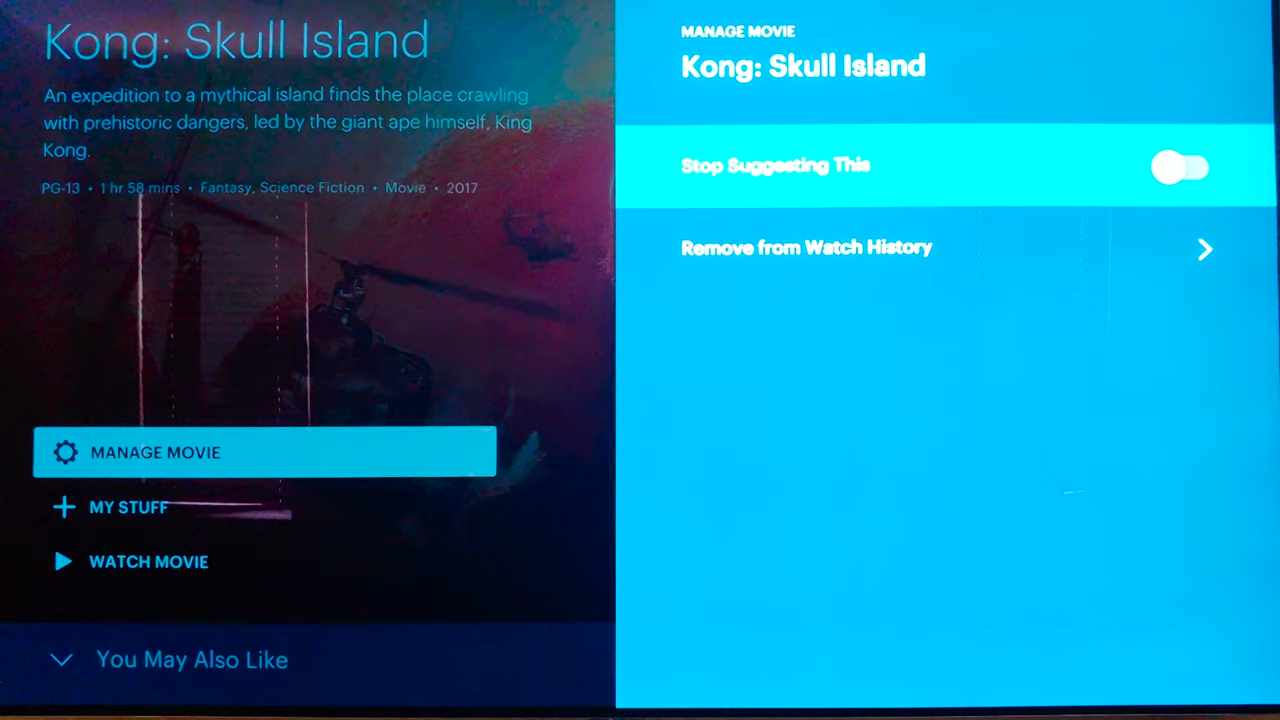 Kong: Skull Island
An expedition to a mythical island finds the place crawling
with prehistoric dangers, led by the giant ape himself, King
Kong.
PG-13 • 1 hr 58 mins • Fantasy, Science Fiction • Movie • 2017
MANAGE MOVIE
MY STUFF
WATCH MOVIE
You May Also Like
MANAGE MOVIE
Kong: Skull Island
Stop Suggesting This
Remove from Watch History